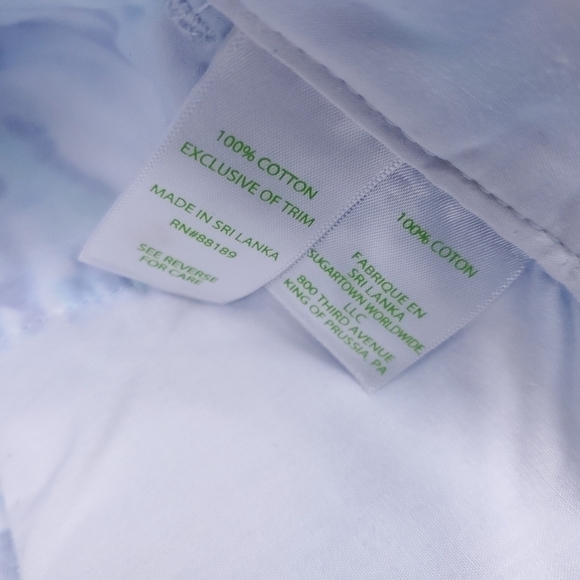 100% COTTON
EXCLUSIVE OF TRIM
MADE IN SRI LANKA
RN#88189
SEE REVERSE
FOR CARE
100% COTON
FABRIQUE EN
SRI LANKA
SUGARTOWN WORLDWIDE
LLC
800 THIRD AVENUE
KING OF PRUSSIA, PA